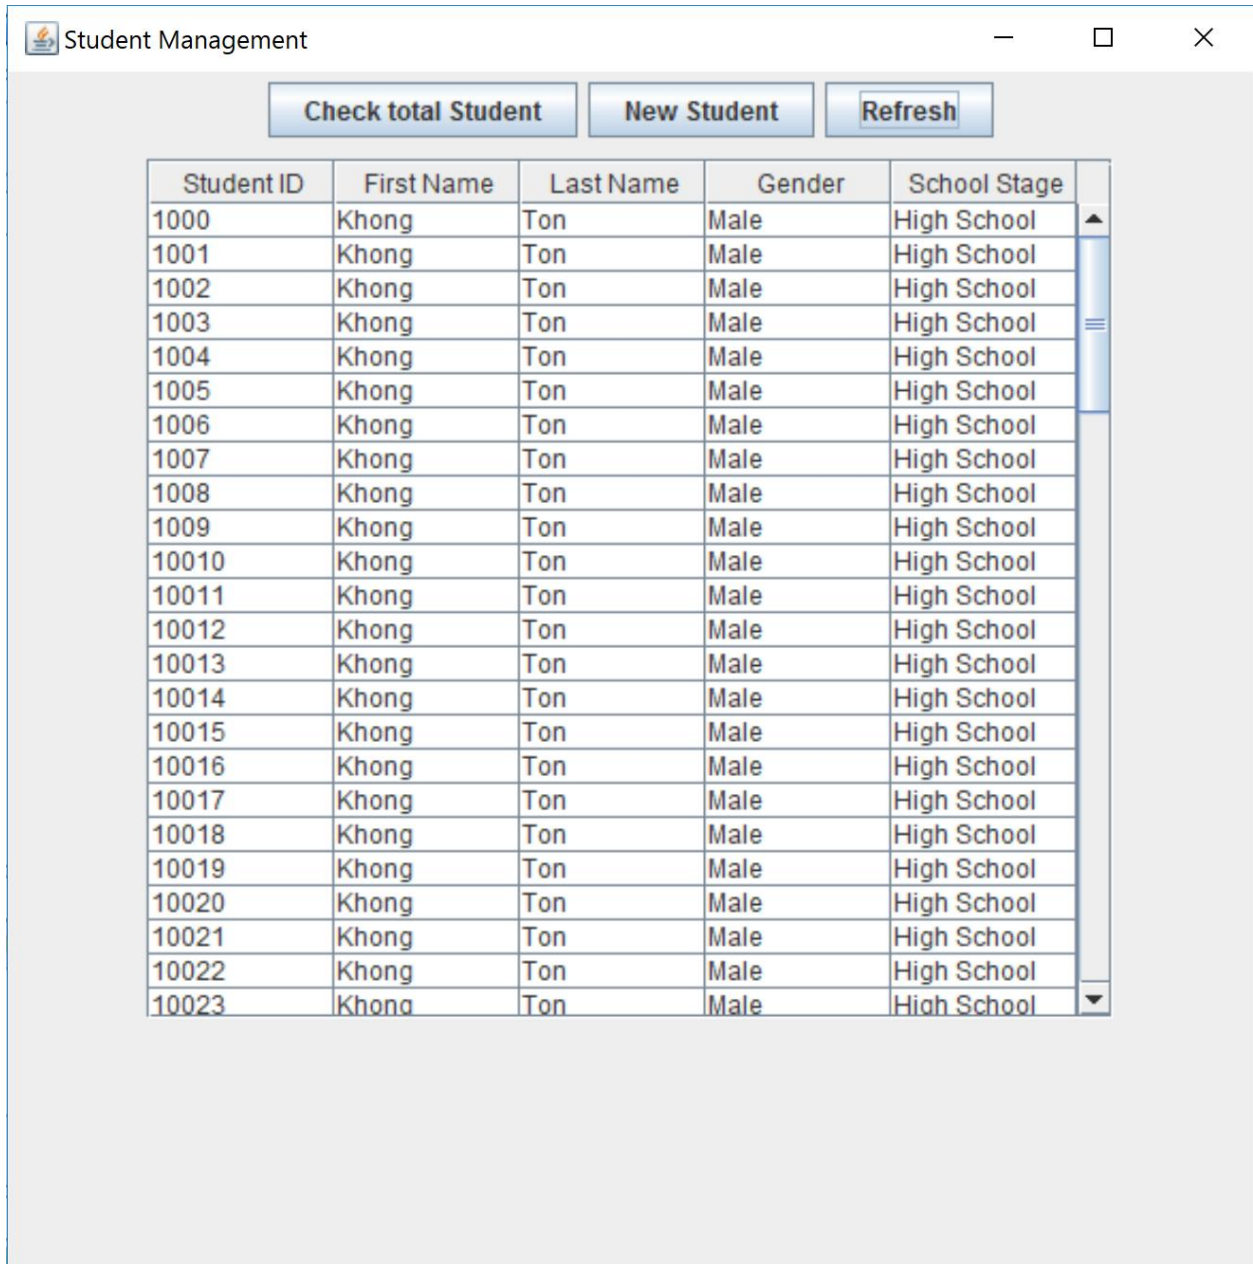 Student Management
Check total Student New Student Refresh
Student ID First Name Last Name Gender School Stage
1000 Khong Ton Male High School
1001 Khong Ton Male High School
1002 Khong Ton Male High School
1003 Khong Ton Male High School
1004 Khong Ton Male High School
1005 Khong Ton Male High School
1006 Khong Ton Male High School
1007 Khong Ton Male High School
1008 Khong Ton Male High School
1009 Khong Ton Male High School
10010 Khong Ton Male High School
10011 Khong Ton Male High School
10012 Khong Ton Male High School
10013 Khong Ton Male High School
10014 Khong Ton Male High School
10015 Khong Ton Male High School
10016 Khong Ton Male High School
10017 Khong Ton Male High School
10018 Khong Ton Male High School
10019 Khong Ton Male High School
10020 Khong Ton Male High School
10021 Khong Ton Male High School
10022 Khong Ton Male High School
10023 Khong Ton Male High School